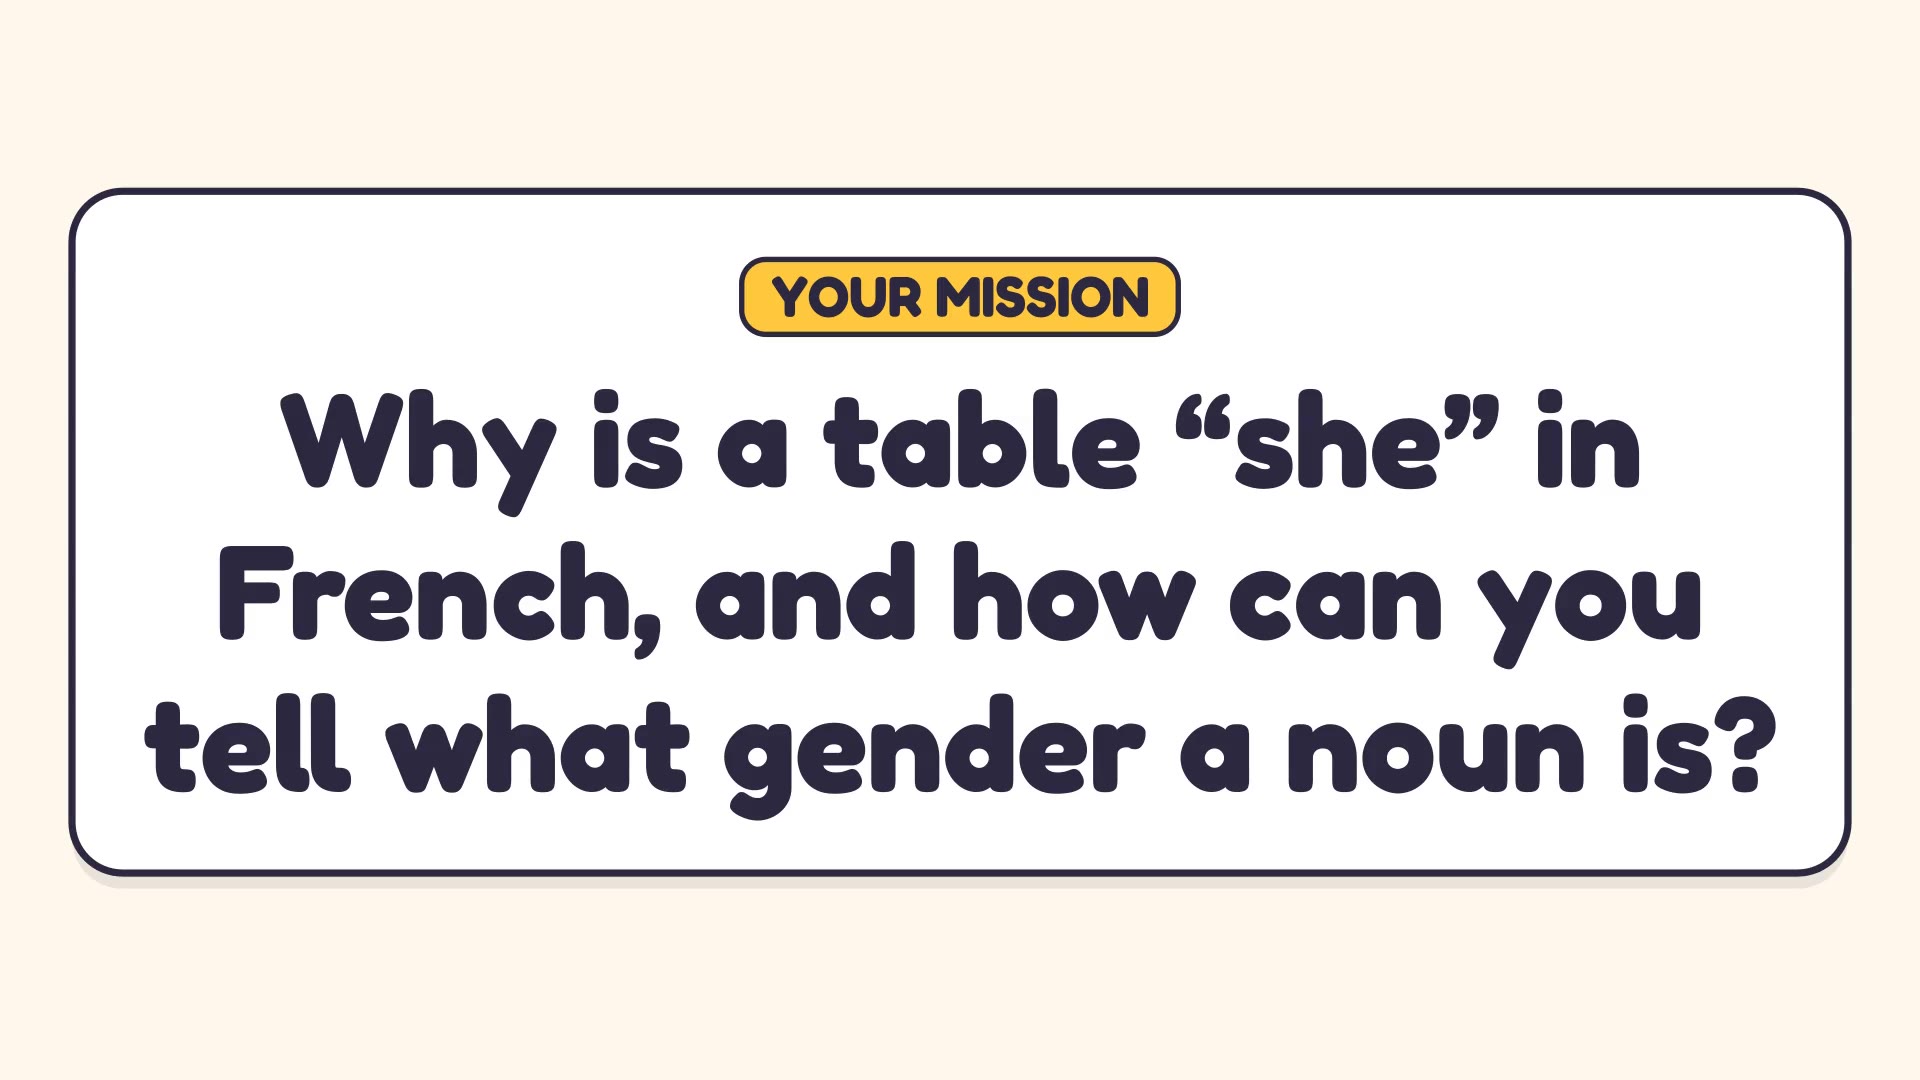 YOUR MISSION
Why is a table “she” in
French, and how can you
tell what gender a noun is?